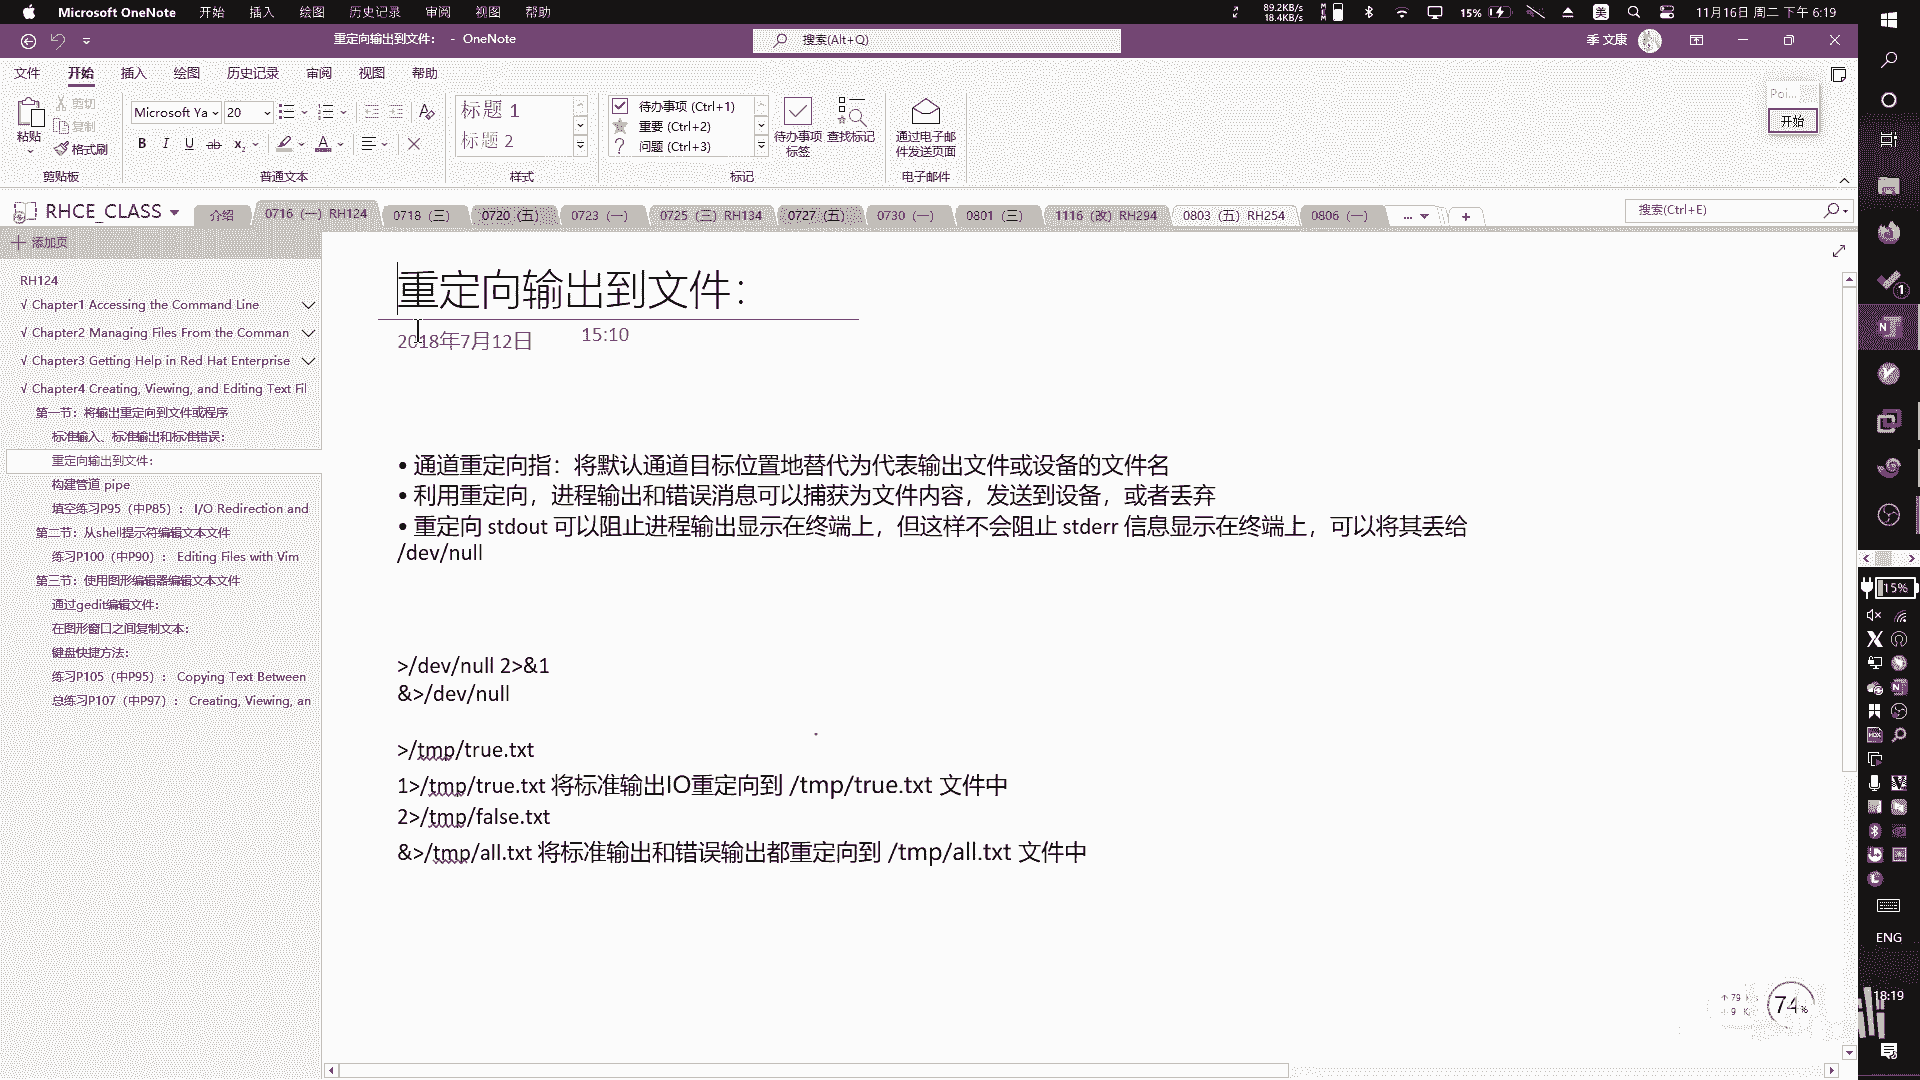 Microsoft OneNote 开始 插入 绘图 历史记录 审阅 视图 帮助
89.2KB/s
18.4KB/s
15%
美
11月16日 周二 下午 6:19
重定向输出到文件： - OneNote
搜索(Alt+Q)
季 文康
文件 开始 插入 绘图 历史记录 审阅 视图 帮助
粘贴
剪切
复制
格式刷
剪贴板
Microsoft Ya
20
B I U ab x₂ A
普通文本
标题 1
标题 2
样式
待办事项 (Ctrl+1)
重要 (Ctrl+2)
问题 (Ctrl+3)
待办事项
标签
查找标记
标记
通过电子邮
件发送页面
电子邮件
Poi...
开始
RHCE_CLASS
介绍
0716（一）RH124
0718（三）
0720（五）
0723（一）
0725（三）RH134
0727（五）
0730（一）
0801（三）
1116（改）RH294
0803（五）RH254
0806（一）
...
搜索(Ctrl+E)
添加页
RH124
√ Chapter1 Accessing the Command Line
√ Chapter2 Managing Files From the Comman
√ Chapter3 Getting Help in Red Hat Enterprise
√ Chapter4 Creating, Viewing, and Editing Text Fil
第一节：将输出重定向到文件或程序
标准输入、标准输出和标准错误：
重定向输出到文件：
构建管道 pipe
填空练习P95（中P85）： I/O Redirection and
第二节：从shell提示符编辑文本文件
练习P100（中P90）： Editing Files with Vim
第三节：使用图形编辑器编辑文本文件
通过gedit编辑文件：
在图形窗口之间复制文本：
键盘快捷方法：
练习P105（中P95）： Copying Text Between
总练习P107（中P97）： Creating, Viewing, an
重定向输出到文件：
2018年7月12日 15:10
• 通道重定向指：将默认通道目标位置地替代为代表输出文件或设备的文件名
• 利用重定向，进程输出和错误消息可以捕获为文件内容，发送到设备，或者丢弃
• 重定向 stdout 可以阻止进程输出显示在终端上，但这样不会阻止 stderr 信息显示在终端上，可以将其丢给
/dev/null
>/dev/null 2>&1
&>/dev/null
>/tmp/true.txt
1>/tmp/true.txt 将标准输出IO重定向到 /tmp/true.txt 文件中
2>/tmp/false.txt
&>/tmp/all.txt 将标准输出和错误输出都重定向到 /tmp/all.txt 文件中
1
15%
ENG
18:19
74%